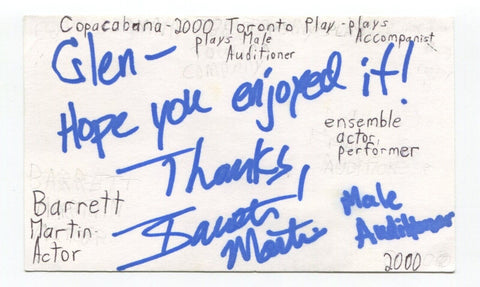 Copacabana-2000 Toronto Play-plays
plays Male Accompanist
Auditioner
Glen-
Hope you enjoyed it!
ensemble
actor,
performer
Thanks,
Barrett
Martin
Barrett
Martin-
Actor
Male
Auditioner
2000